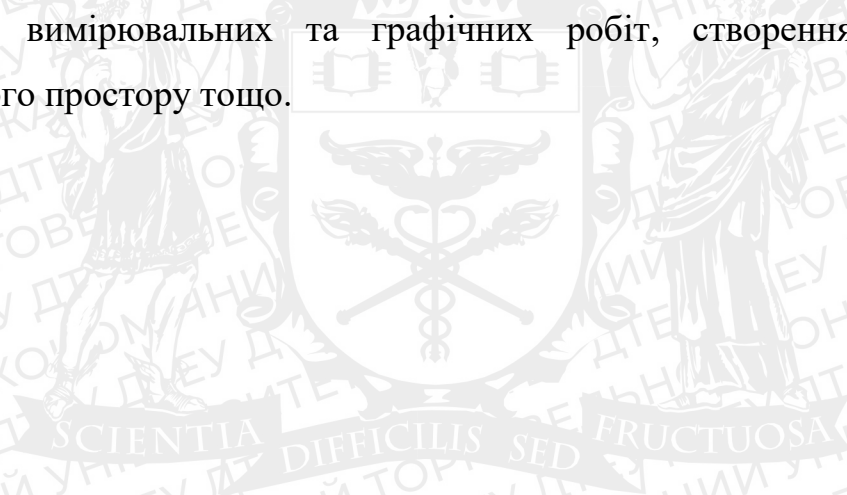 вимірювальних та графічних робіт, створення
го простору тощо.
SCIENTIA DIFFICILIS SED FRUCTUOSA